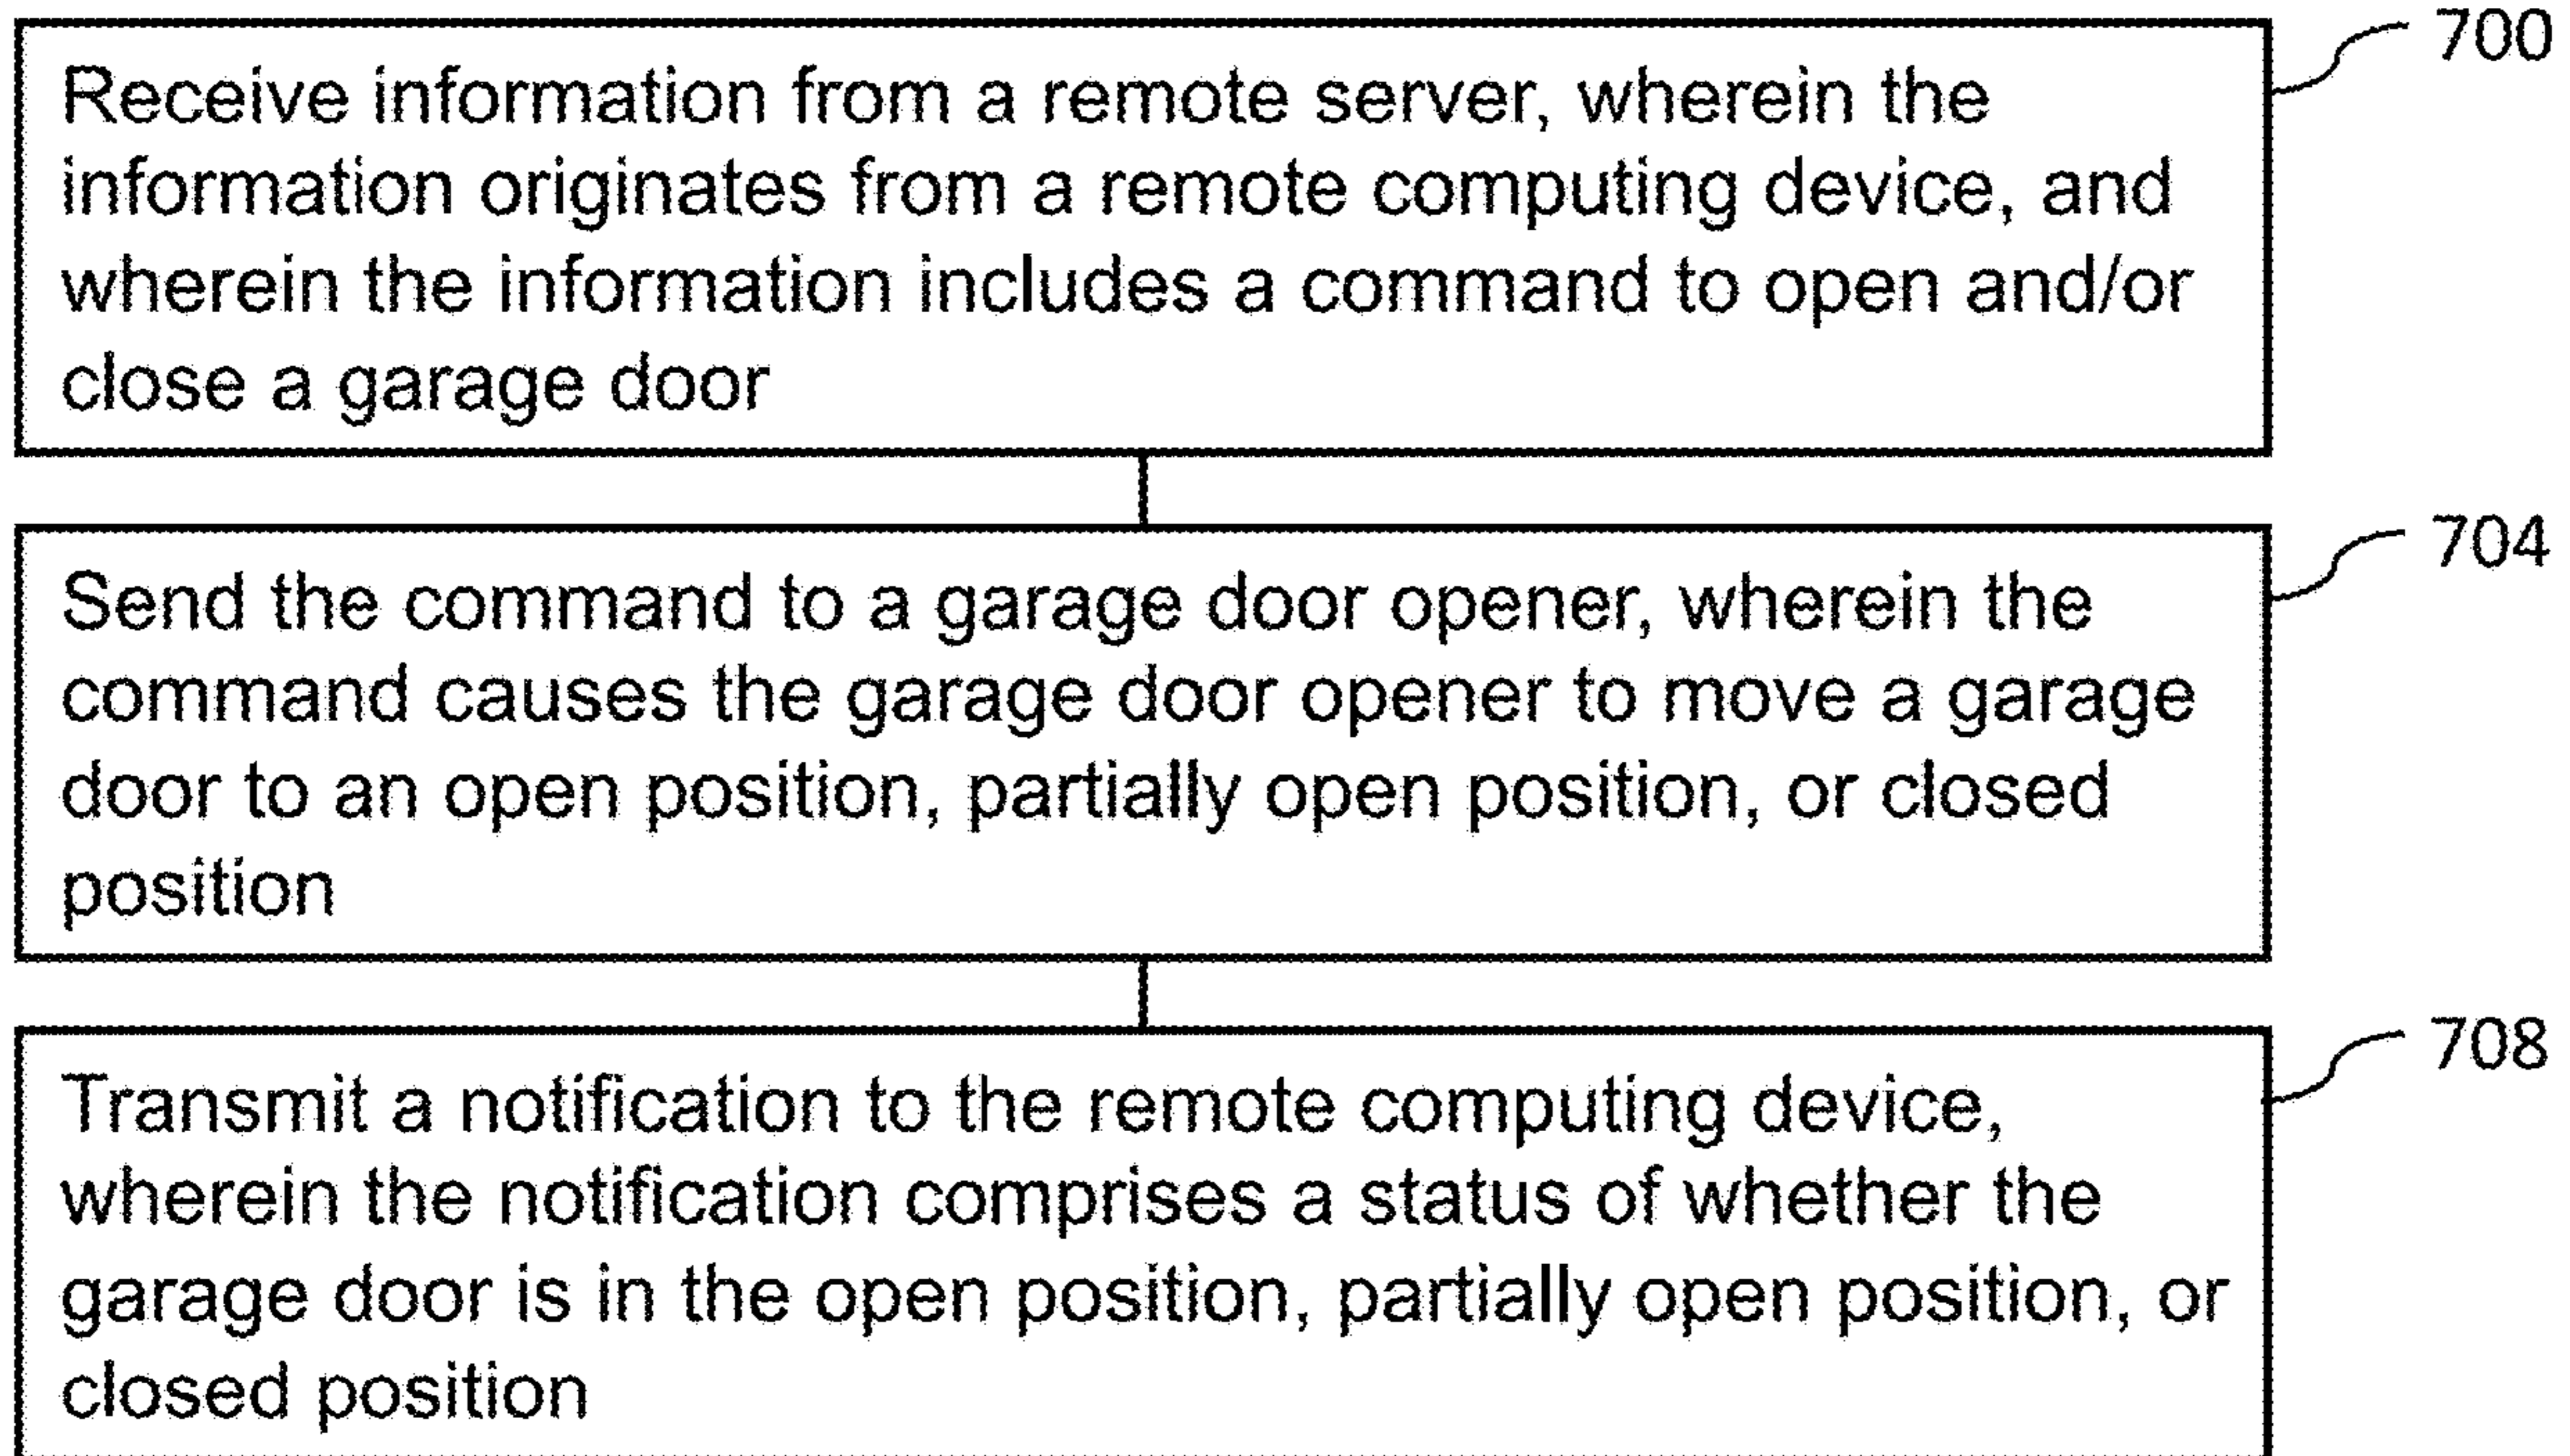 Receive information from a remote server, wherein the
information originates from a remote computing device, and
wherein the information includes a command to open and/or
close a garage door
700
Send the command to a garage door opener, wherein the
command causes the garage door opener to move a garage
door to an open position, partially open position, or closed
position
704
Transmit a notification to the remote computing device,
wherein the notification comprises a status of whether the
garage door is in the open position, partially open position, or
closed position
708